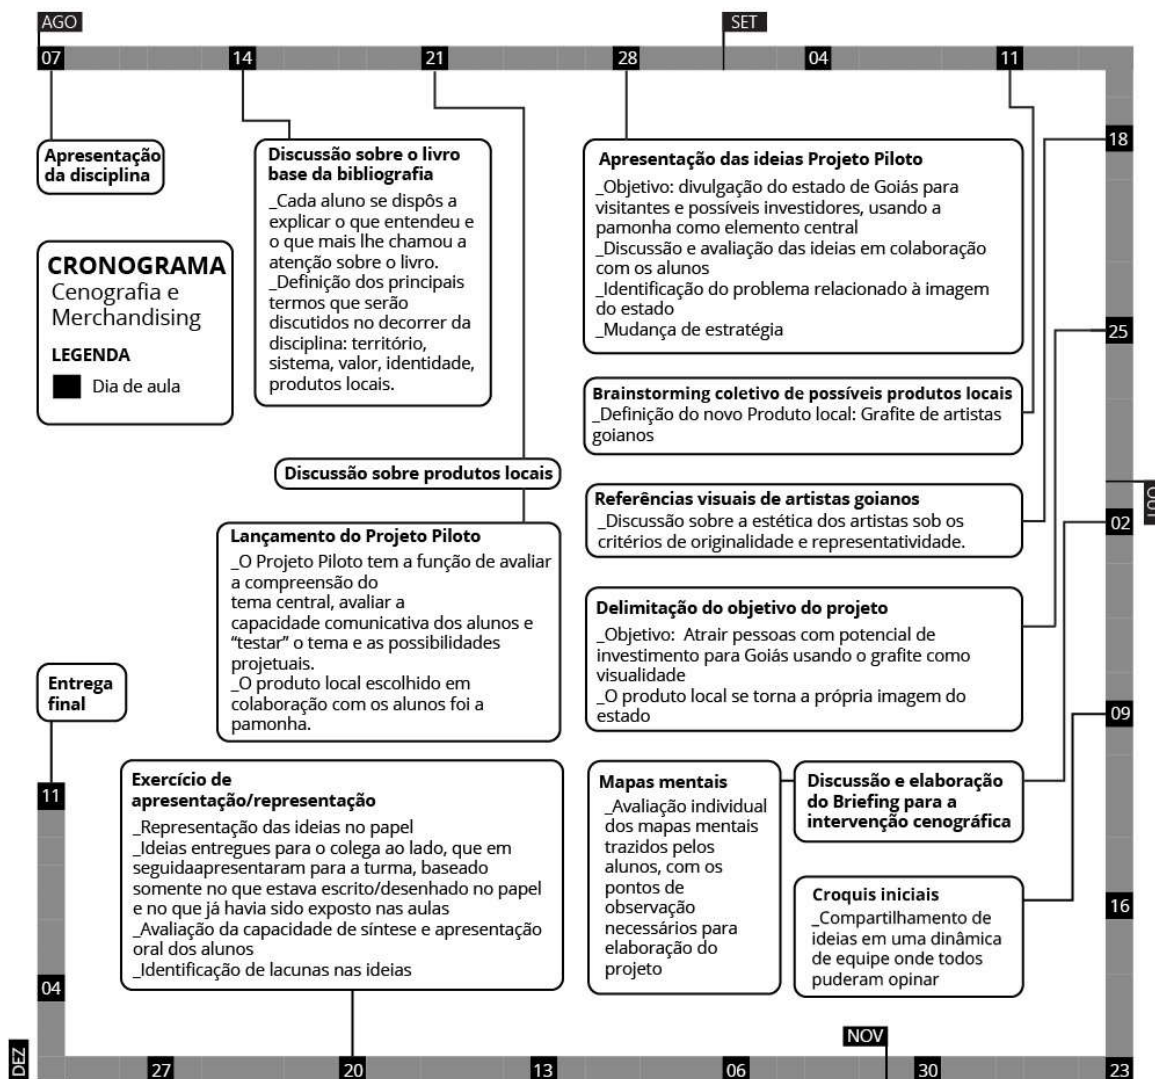 AGO
SET
07
14
21
28
04
11
Apresentação
da disciplina
Discussão sobre o livro
base da bibliografia
_Cada aluno se dispôs a
explicar o que entendeu e
o que mais lhe chamou a
atenção sobre o livro.
_Definição dos principais
termos que serão
discutidos no decorrer da
disciplina: território,
sistema, valor, identidade,
produtos locais.
Apresentação das ideias Projeto Piloto
_Objetivo: divulgação do estado de Goiás para
visitantes e possíveis investidores, usando a
pamonha como elemento central
_Discussão e avaliação das ideias em colaboração
com os alunos
_Identificação do problema relacionado à imagem
do estado
_Mudança de estratégia
18
CRONOGRAMA
Cenografia e
Merchandising
LEGENDA
Dia de aula
25
Brainstorming coletivo de possíveis produtos locais
_Definição do novo Produto local: Grafite de artistas
goianos
Discussão sobre produtos locais
Referências visuais de artistas goianos
_Discussão sobre a estética dos artistas sob os
critérios de originalidade e representatividade.
OUT
02
Lançamento do Projeto Piloto
_O Projeto Piloto tem a função de avaliar
a compreensão do
tema central, avaliar a
capacidade comunicativa dos alunos e
“testar” o tema e as possibilidades
projetuais.
_O produto local escolhido em
colaboração com os alunos foi a
pamonha.
Delimitação do objetivo do projeto
_Objetivo: Atrair pessoas com potencial de
investimento para Goiás usando o grafite como
visualidade
_O produto local se torna a própria imagem do
estado
09
Entrega
final
11
Exercício de
apresentação/representação
_Representação das ideias no papel
_Ideias entregues para o colega ao lado, que em
seguidaapresentaram para a turma, baseado
somente no que estava escrito/desenhado no papel
e no que já havia sido exposto nas aulas
_Avaliação da capacidade de síntese e apresentação
oral dos alunos
_Identificação de lacunas nas ideias
Mapas mentais
_Avaliação individual
dos mapas mentais
trazidos pelos
alunos, com os
pontos de
observação
necessários para
elaboração do
projeto
Discussão e elaboração
do Briefing para a
intervenção cenográfica
Croquis iniciais
_Compartilhamento de
ideias em uma dinâmica
de equipe onde todos
puderam opinar
16
04
DEZ
NOV
27
20
13
06
30
23